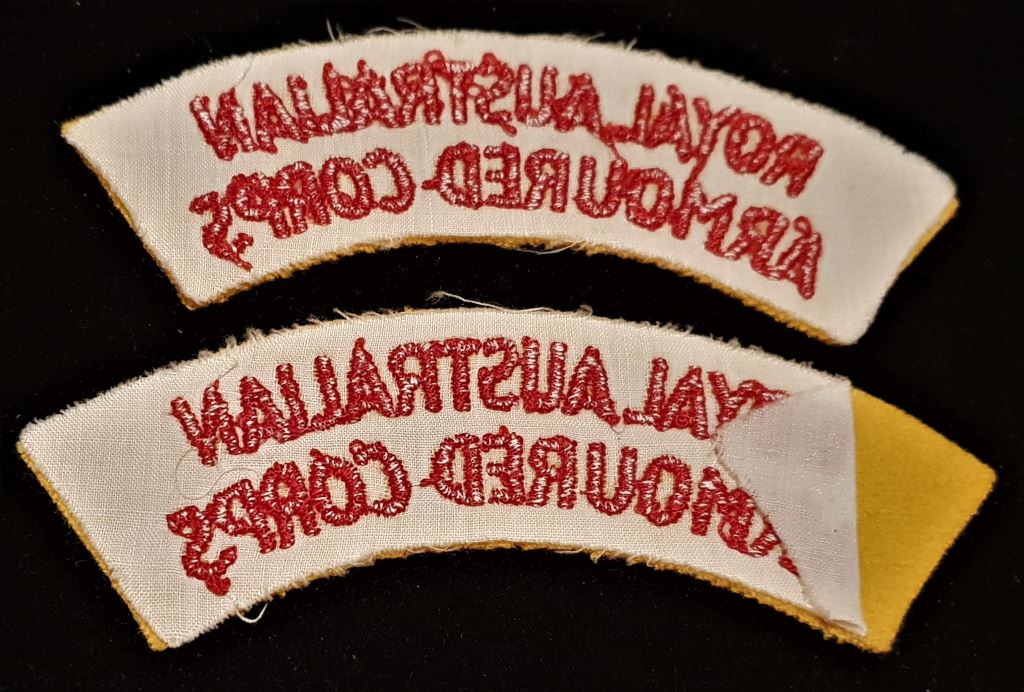 ROYAL AUSTRALIAN
ARMOURED CORPS
YAL AUSTRALIAN
MOURED CORPS